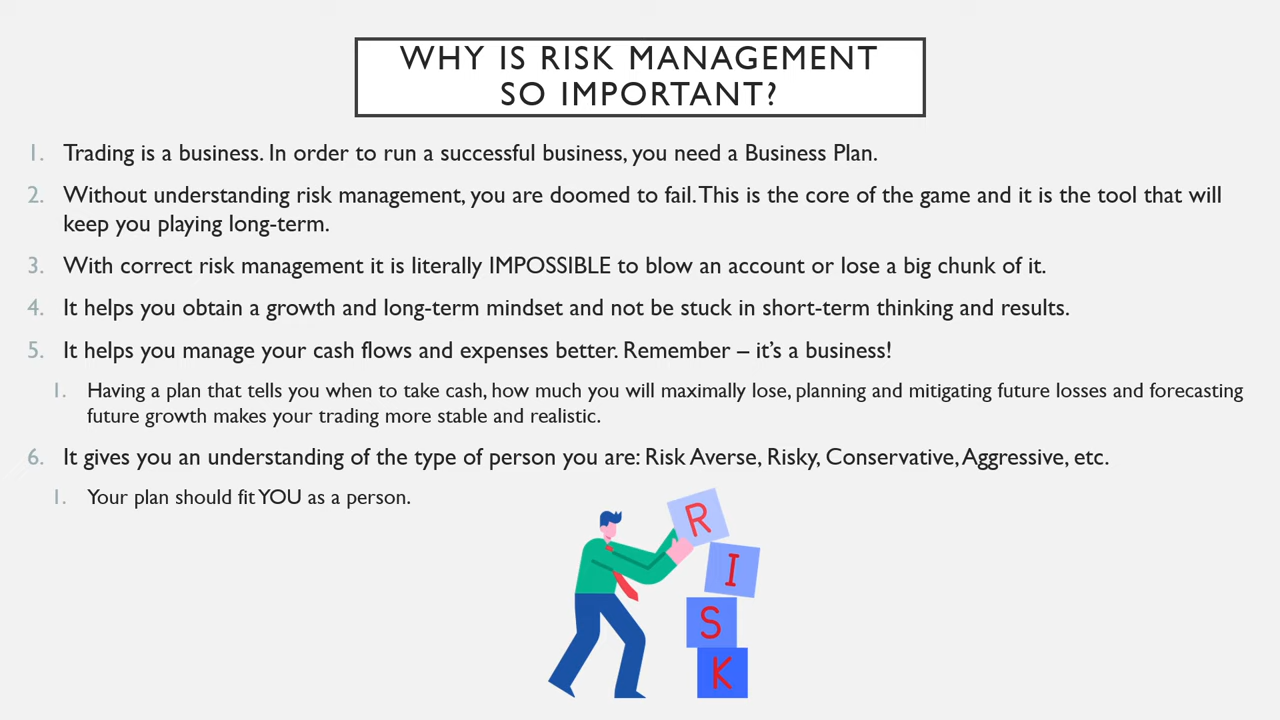 WHY IS RISK MANAGEMENT
SO IMPORTANT?
1. Trading is a business. In order to run a successful business, you need a Business Plan.
2. Without understanding risk management, you are doomed to fail. This is the core of the game and it is the tool that will
keep you playing long-term.
3. With correct risk management it is literally IMPOSSIBLE to blow an account or lose a big chunk of it.
4. It helps you obtain a growth and long-term mindset and not be stuck in short-term thinking and results.
5. It helps you manage your cash flows and expenses better. Remember – it's a business!
1. Having a plan that tells you when to take cash, how much you will maximally lose, planning and mitigating future losses and forecasting
future growth makes your trading more stable and realistic.
6. It gives you an understanding of the type of person you are: Risk Averse, Risky, Conservative, Aggressive, etc.
1. Your plan should fit YOU as a person.
R
I
S
K